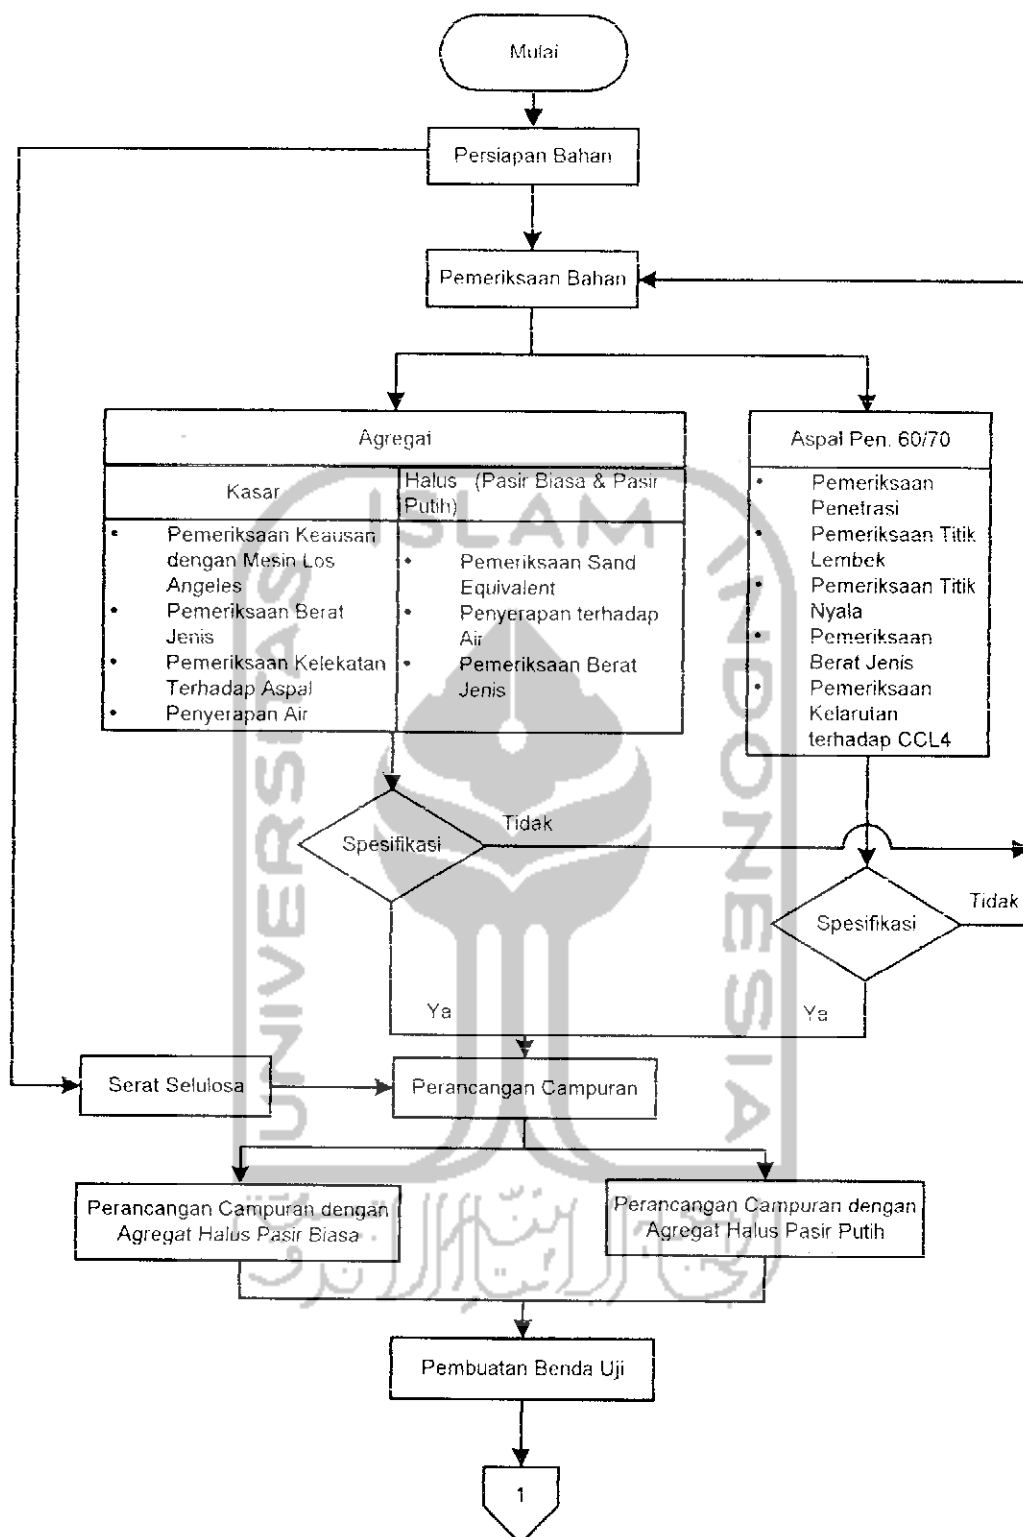 Mulai
Persiapan Bahan
Pemeriksaan Bahan
Agregat
Kasar
Halus (Pasir Biasa & Pasir
Putih)
• Pemeriksaan Keausan
dengan Mesin Los
Angeles
• Pemeriksaan Berat
Jenis
• Pemeriksaan Kelekatan
Terhadap Aspal
• Penyerapan Air
• Pemeriksaan Sand
Equivalent
• Penyerapan terhadap
Air
• Pemeriksaan Berat
Jenis
Aspal Pen. 60/70
• Pemeriksaan
Penetrasi
• Pemeriksaan Titik
Lembek
• Pemeriksaan Titik
Nyala
• Pemeriksaan
Berat Jenis
• Pemeriksaan
Kelarutan
terhadap CCL4
Spesifikasi
Tidak
Spesifikasi
Tidak
Ya
Ya
Serat Selulosa
Perancangan Campuran
Perancangan Campuran dengan
Agregat Halus Pasir Biasa
Perancangan Campuran dengan
Agregat Halus Pasir Putih
Pembuatan Benda Uji
1
UNIVERSITAS
ISLAM
INDONESIA